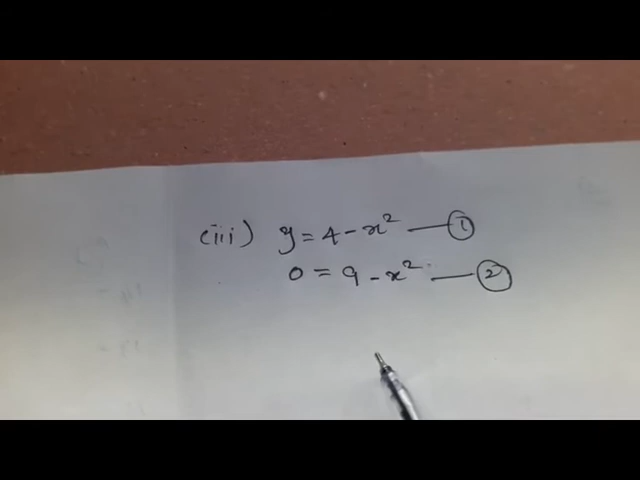 (iii) y = 4 - x² — ①
0 = 9 - x² — ②